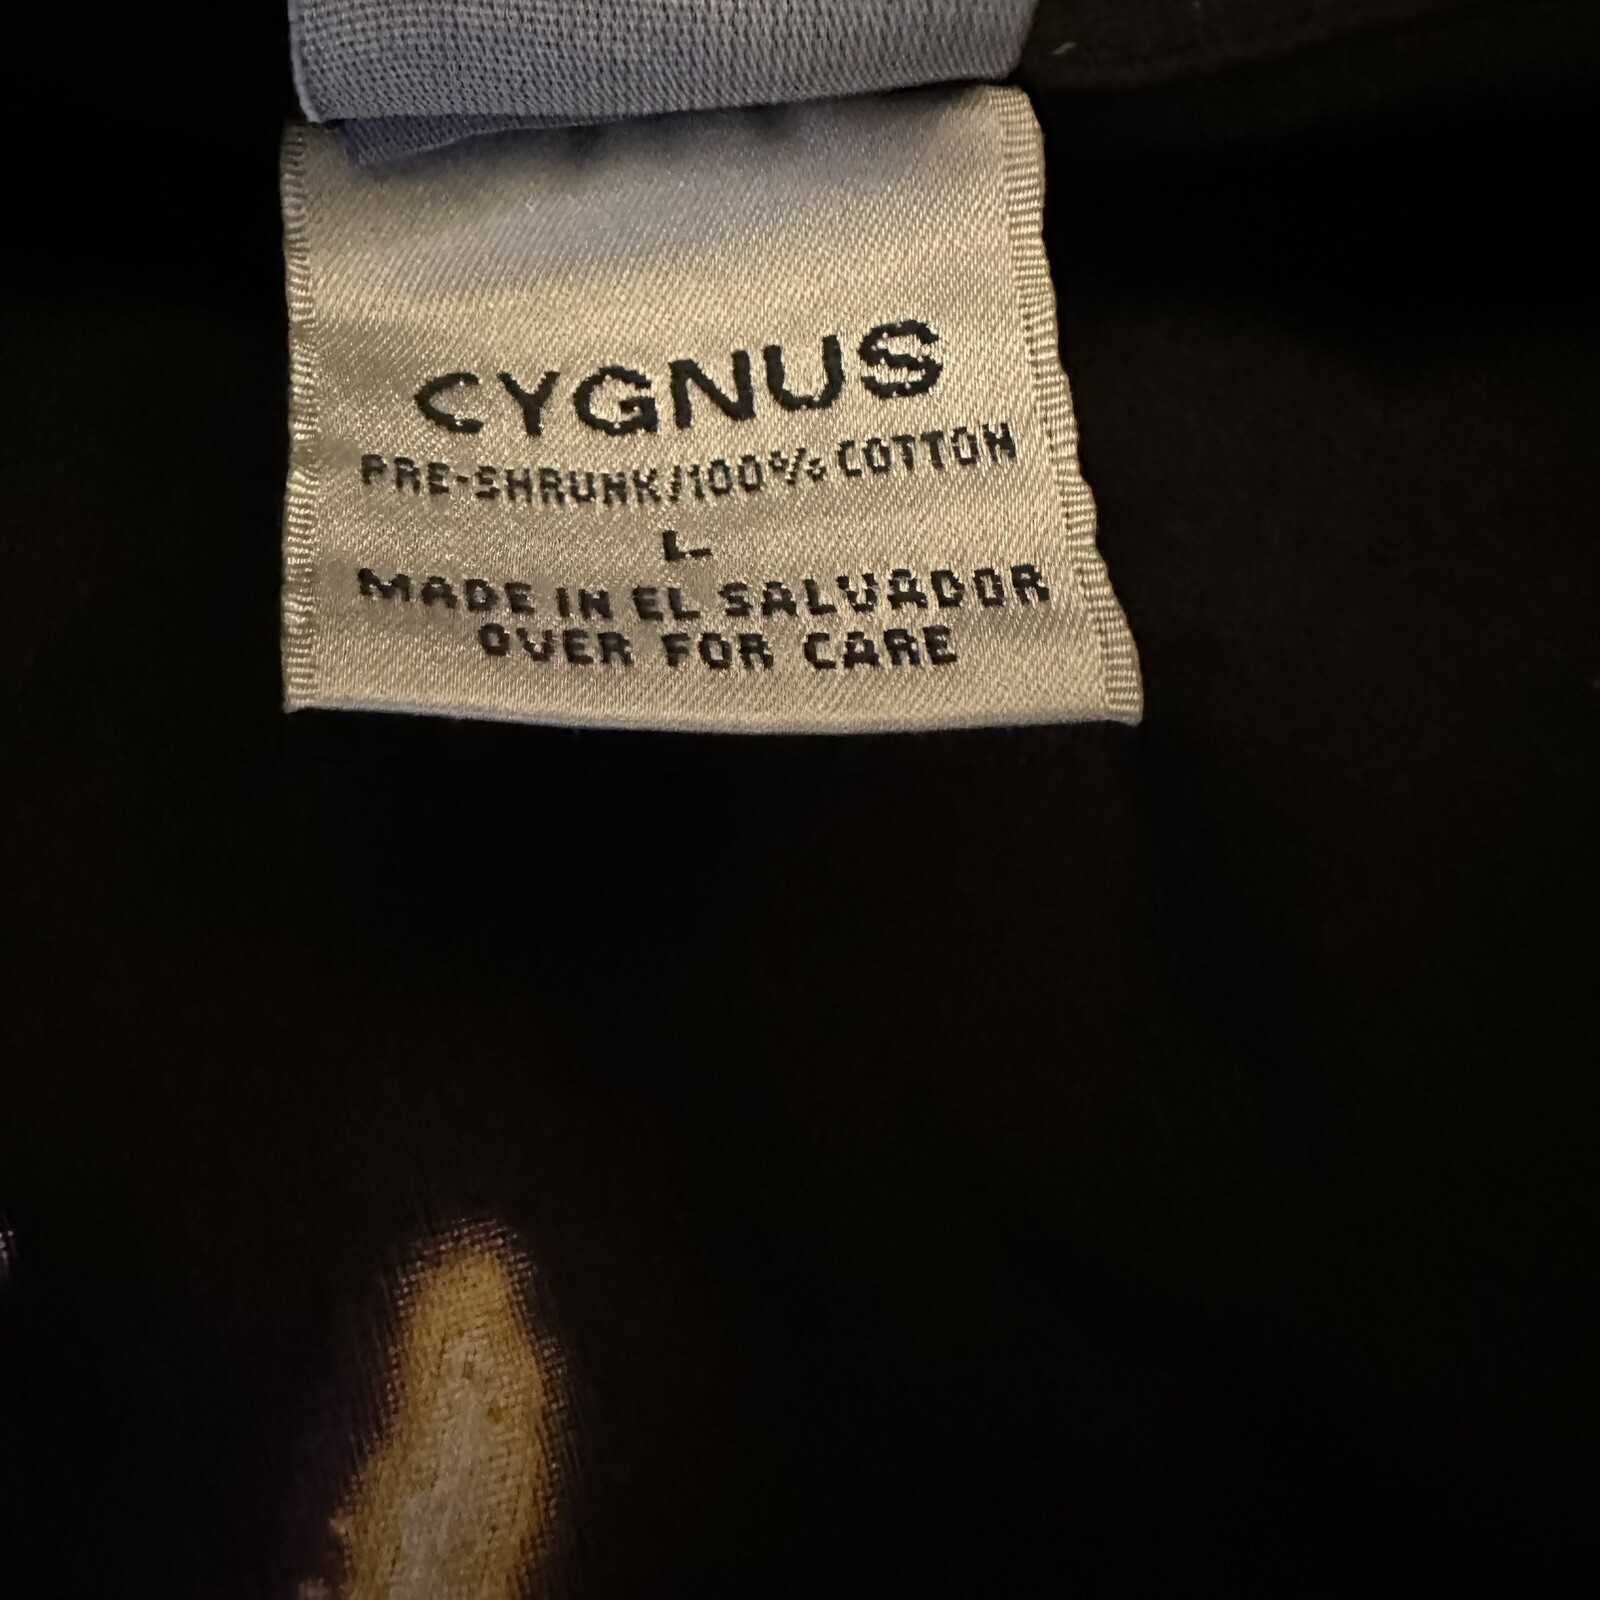 CYGNUS
PRE-SHRUNK/100% COTTON
L
MADE IN EL SALVADOR
OVER FOR CARE